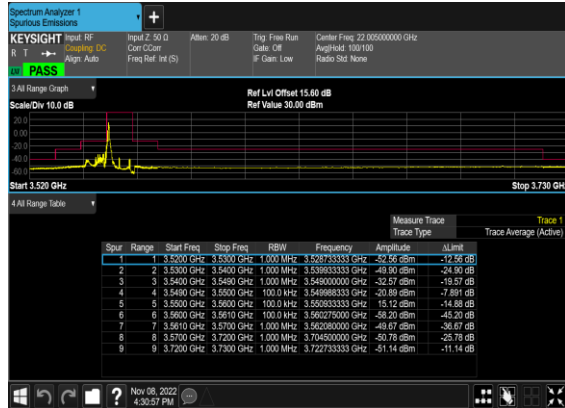 Spectrum Analyzer 1
Spurious Emissions
+
KEYSIGHT Input: RF Input Z: 50 Ω Atten: 20 dB Trig: Free Run Center Freq: 22.005000000 GHz
R T Coupling: DC Corr CCorr Gate: Off Avg|Hold: 100/100
Align: Auto Freq Ref: Int (S) IF Gain: Low Radio Std: None
PASS
3 All Range Graph
Ref Lvl Offset 15.60 dB
Scale/Div 10.0 dB Ref Value 30.00 dBm
20.0
0.00
-20.0
-40.0
-60.0
Start 3.520 GHz Stop 3.730 GH
4 All Range Table
Measure Trace Trace 1
Trace Type Trace Average (Active)
Spur Range Start Freq Stop Freq RBW Frequency Amplitude ΔLimit
1 1 3.5200 GHz 3.5300 GHz 1.000 MHz 3.528733333 GHz -52.56 dBm -12.56 dB
2 2 3.5300 GHz 3.5400 GHz 1.000 MHz 3.539933333 GHz -49.90 dBm -24.90 dB
3 3 3.5400 GHz 3.5490 GHz 1.000 MHz 3.549000000 GHz -32.57 dBm -19.57 dB
4 4 3.5490 GHz 3.5500 GHz 100.0 kHz 3.549988333 GHz -20.89 dBm -7.891 dB
5 5 3.5500 GHz 3.5600 GHz 100.0 kHz 3.550933333 GHz 15.12 dBm -14.88 dB
6 6 3.5600 GHz 3.5610 GHz 100.0 kHz 3.560275000 GHz -58.20 dBm -45.20 dB
7 7 3.5610 GHz 3.5700 GHz 1.000 MHz 3.562080000 GHz -49.67 dBm -36.67 dB
8 8 3.5700 GHz 3.7200 GHz 1.000 MHz 3.704500000 GHz -50.78 dBm -25.78 dB
9 9 3.7200 GHz 3.7300 GHz 1.000 MHz 3.722733333 GHz -51.14 dBm -11.14 dB
? Nov 08, 2022
4:30:57 PM